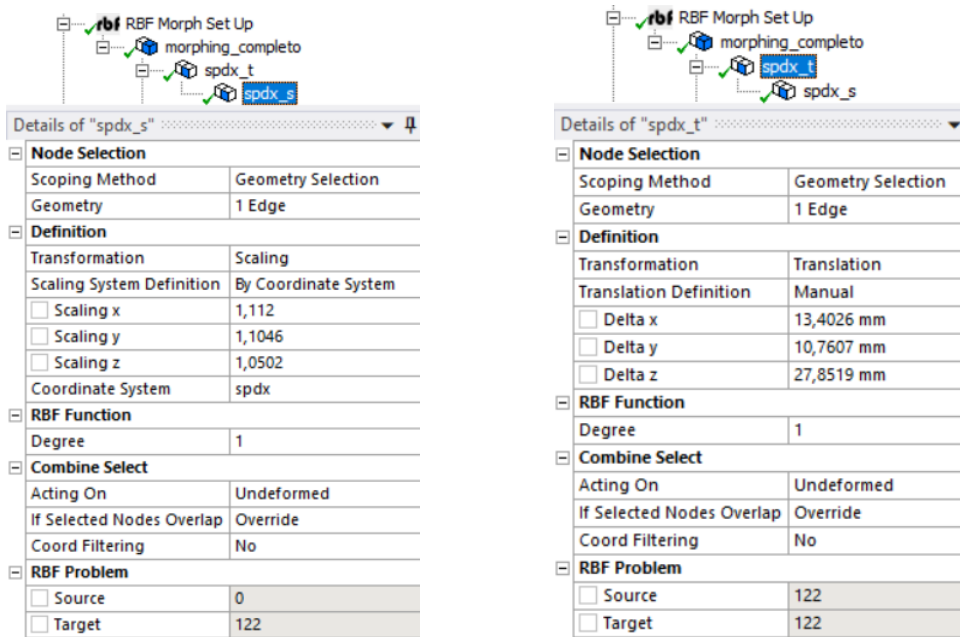 rbf RBF Morph Set Up
morphing_completo
spdx_t
spdx_s
Details of "spdx_s"
Node Selection
Scoping Method Geometry Selection
Geometry 1 Edge
Definition
Transformation Scaling
Scaling System Definition By Coordinate System
Scaling x 1,112
Scaling y 1,1046
Scaling z 1,0502
Coordinate System spdx
RBF Function
Degree 1
Combine Select
Acting On Undeformed
If Selected Nodes Overlap Override
Coord Filtering No
RBF Problem
Source 0
Target 122
rbf RBF Morph Set Up
morphing_completo
spdx_t
spdx_s
Details of "spdx_t"
Node Selection
Scoping Method Geometry Selection
Geometry 1 Edge
Definition
Transformation Translation
Translation Definition Manual
Delta x 13,4026 mm
Delta y 10,7607 mm
Delta z 27,8519 mm
RBF Function
Degree 1
Combine Select
Acting On Undeformed
If Selected Nodes Overlap Override
Coord Filtering No
RBF Problem
Source 122
Target 122